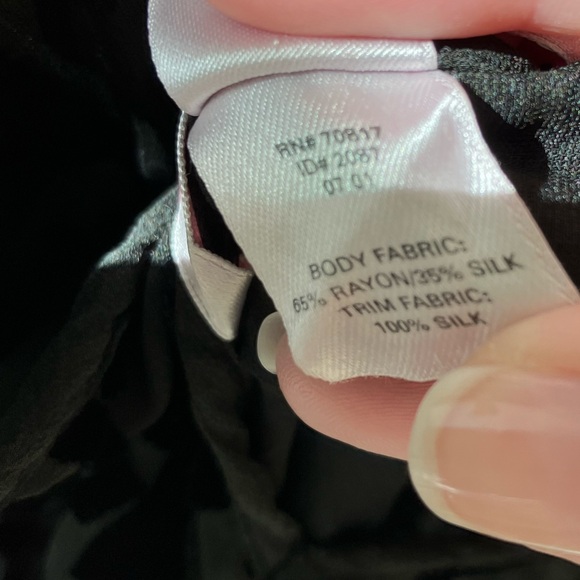 RN# 70817
ID# 2087
07 01
BODY FABRIC:
65% RAYON/35% SILK
TRIM FABRIC:
100% SILK